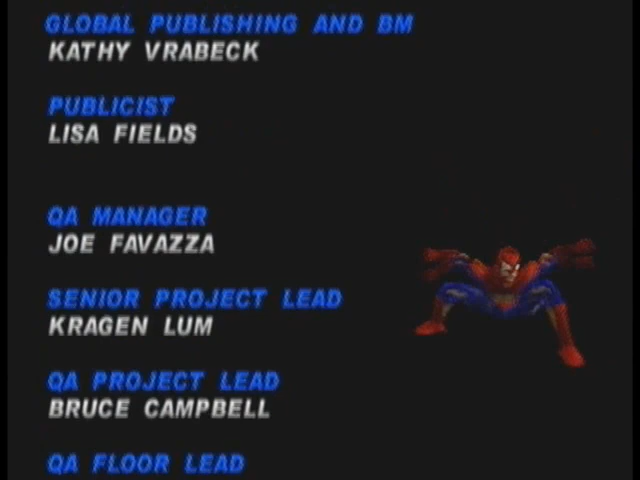 GLOBAL PUBLISHING AND BM
KATHY VRABECK
PUBLICIST
LISA FIELDS
QA MANAGER
JOE FAVAZZA
SENIOR PROJECT LEAD
KRAGEN LUM
QA PROJECT LEAD
BRUCE CAMPBELL
QA FLOOR LEAD